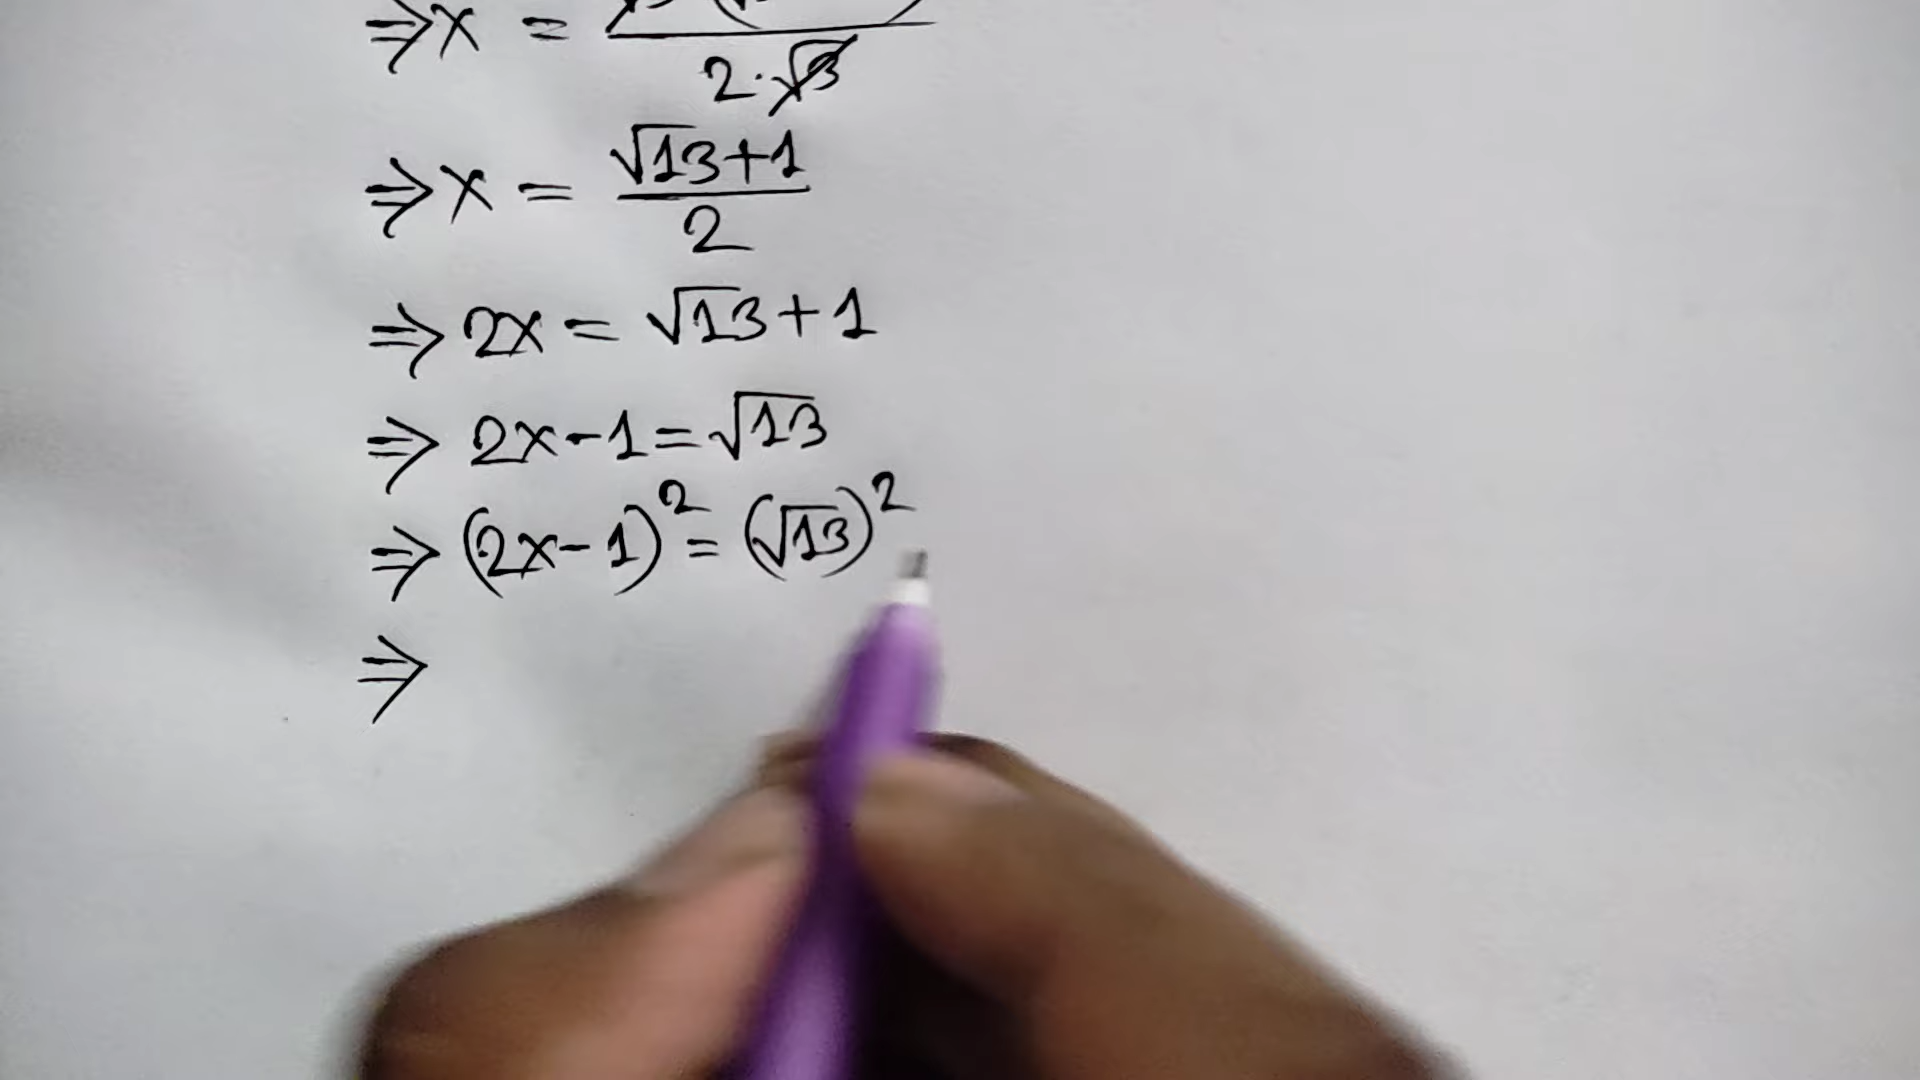 ⇒x =
2·√3
⇒x = (√13+1)/2
⇒2x = √13+1
⇒ 2x-1=√13
⇒ (2x-1)² = (√13)²
⇒